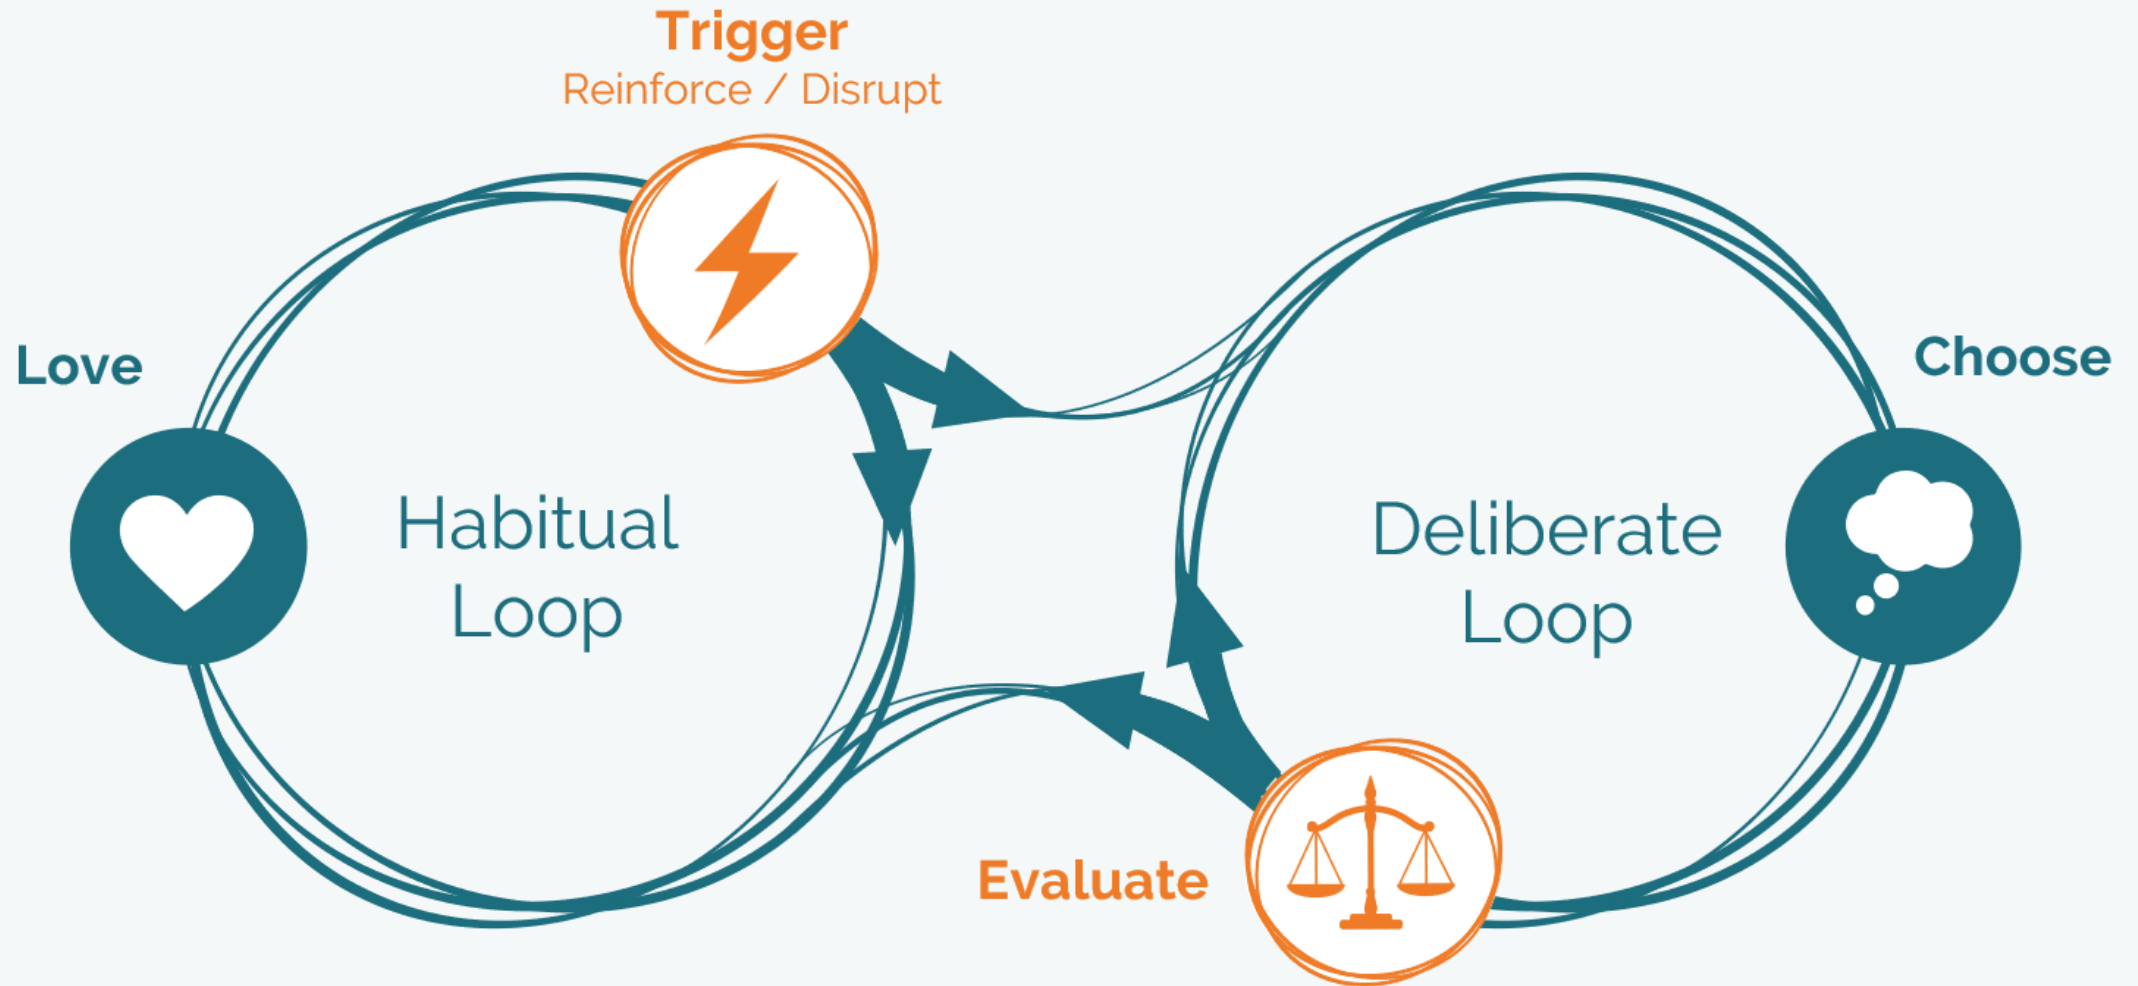 Trigger
Reinforce / Disrupt
Love
Habitual
Loop
Deliberate
Loop
Choose
Evaluate